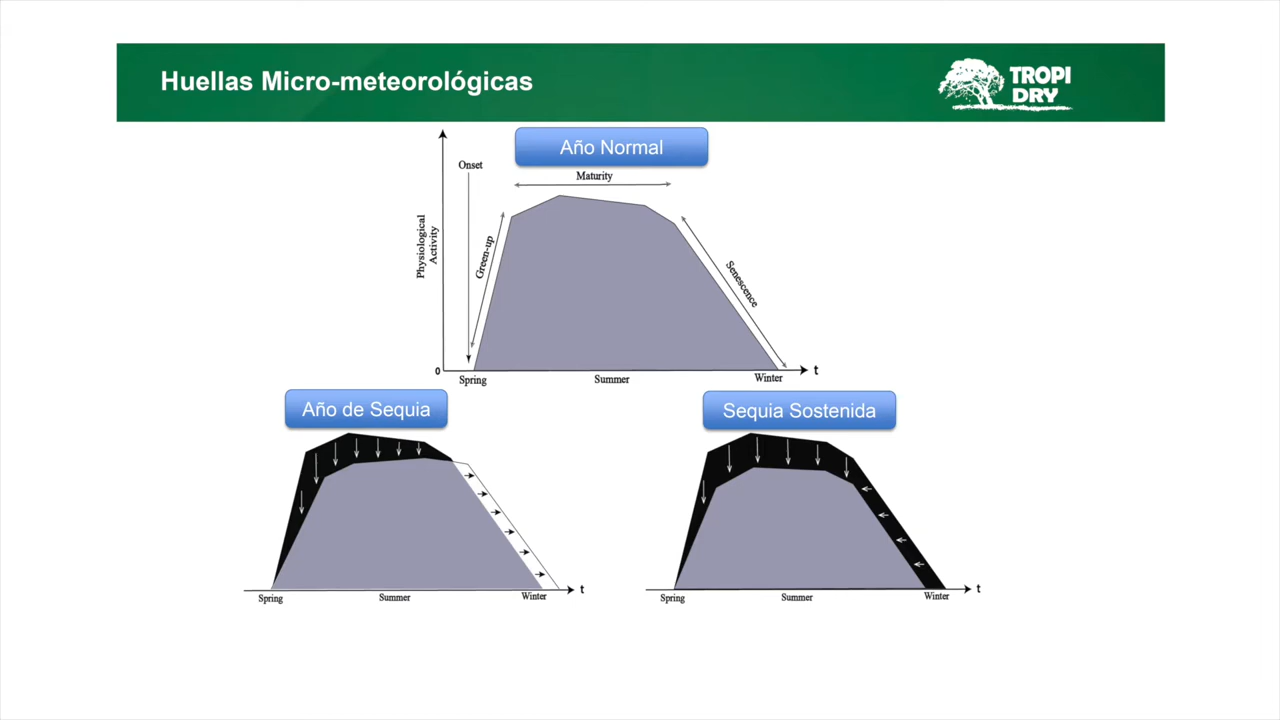 Huellas Micro-meteorológicas
TROPI
DRY
Año Normal
Onset
Maturity
Physiological
Activity
Green-up
Senescence
0
t
Spring
Summer
Winter
Año de Sequia
Sequia Sostenida
t
Spring
Summer
Winter
t
Spring
Summer
Winter